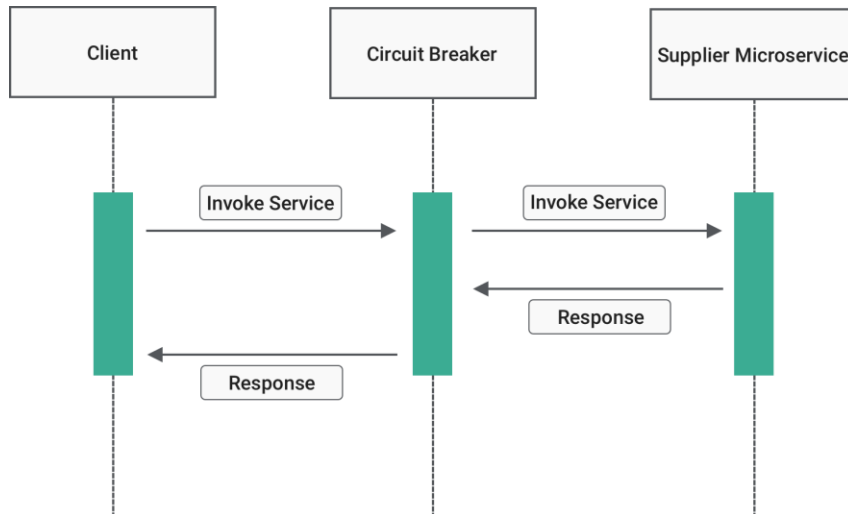 Client
Circuit Breaker
Supplier Microservice
Invoke Service
Invoke Service
Response
Response